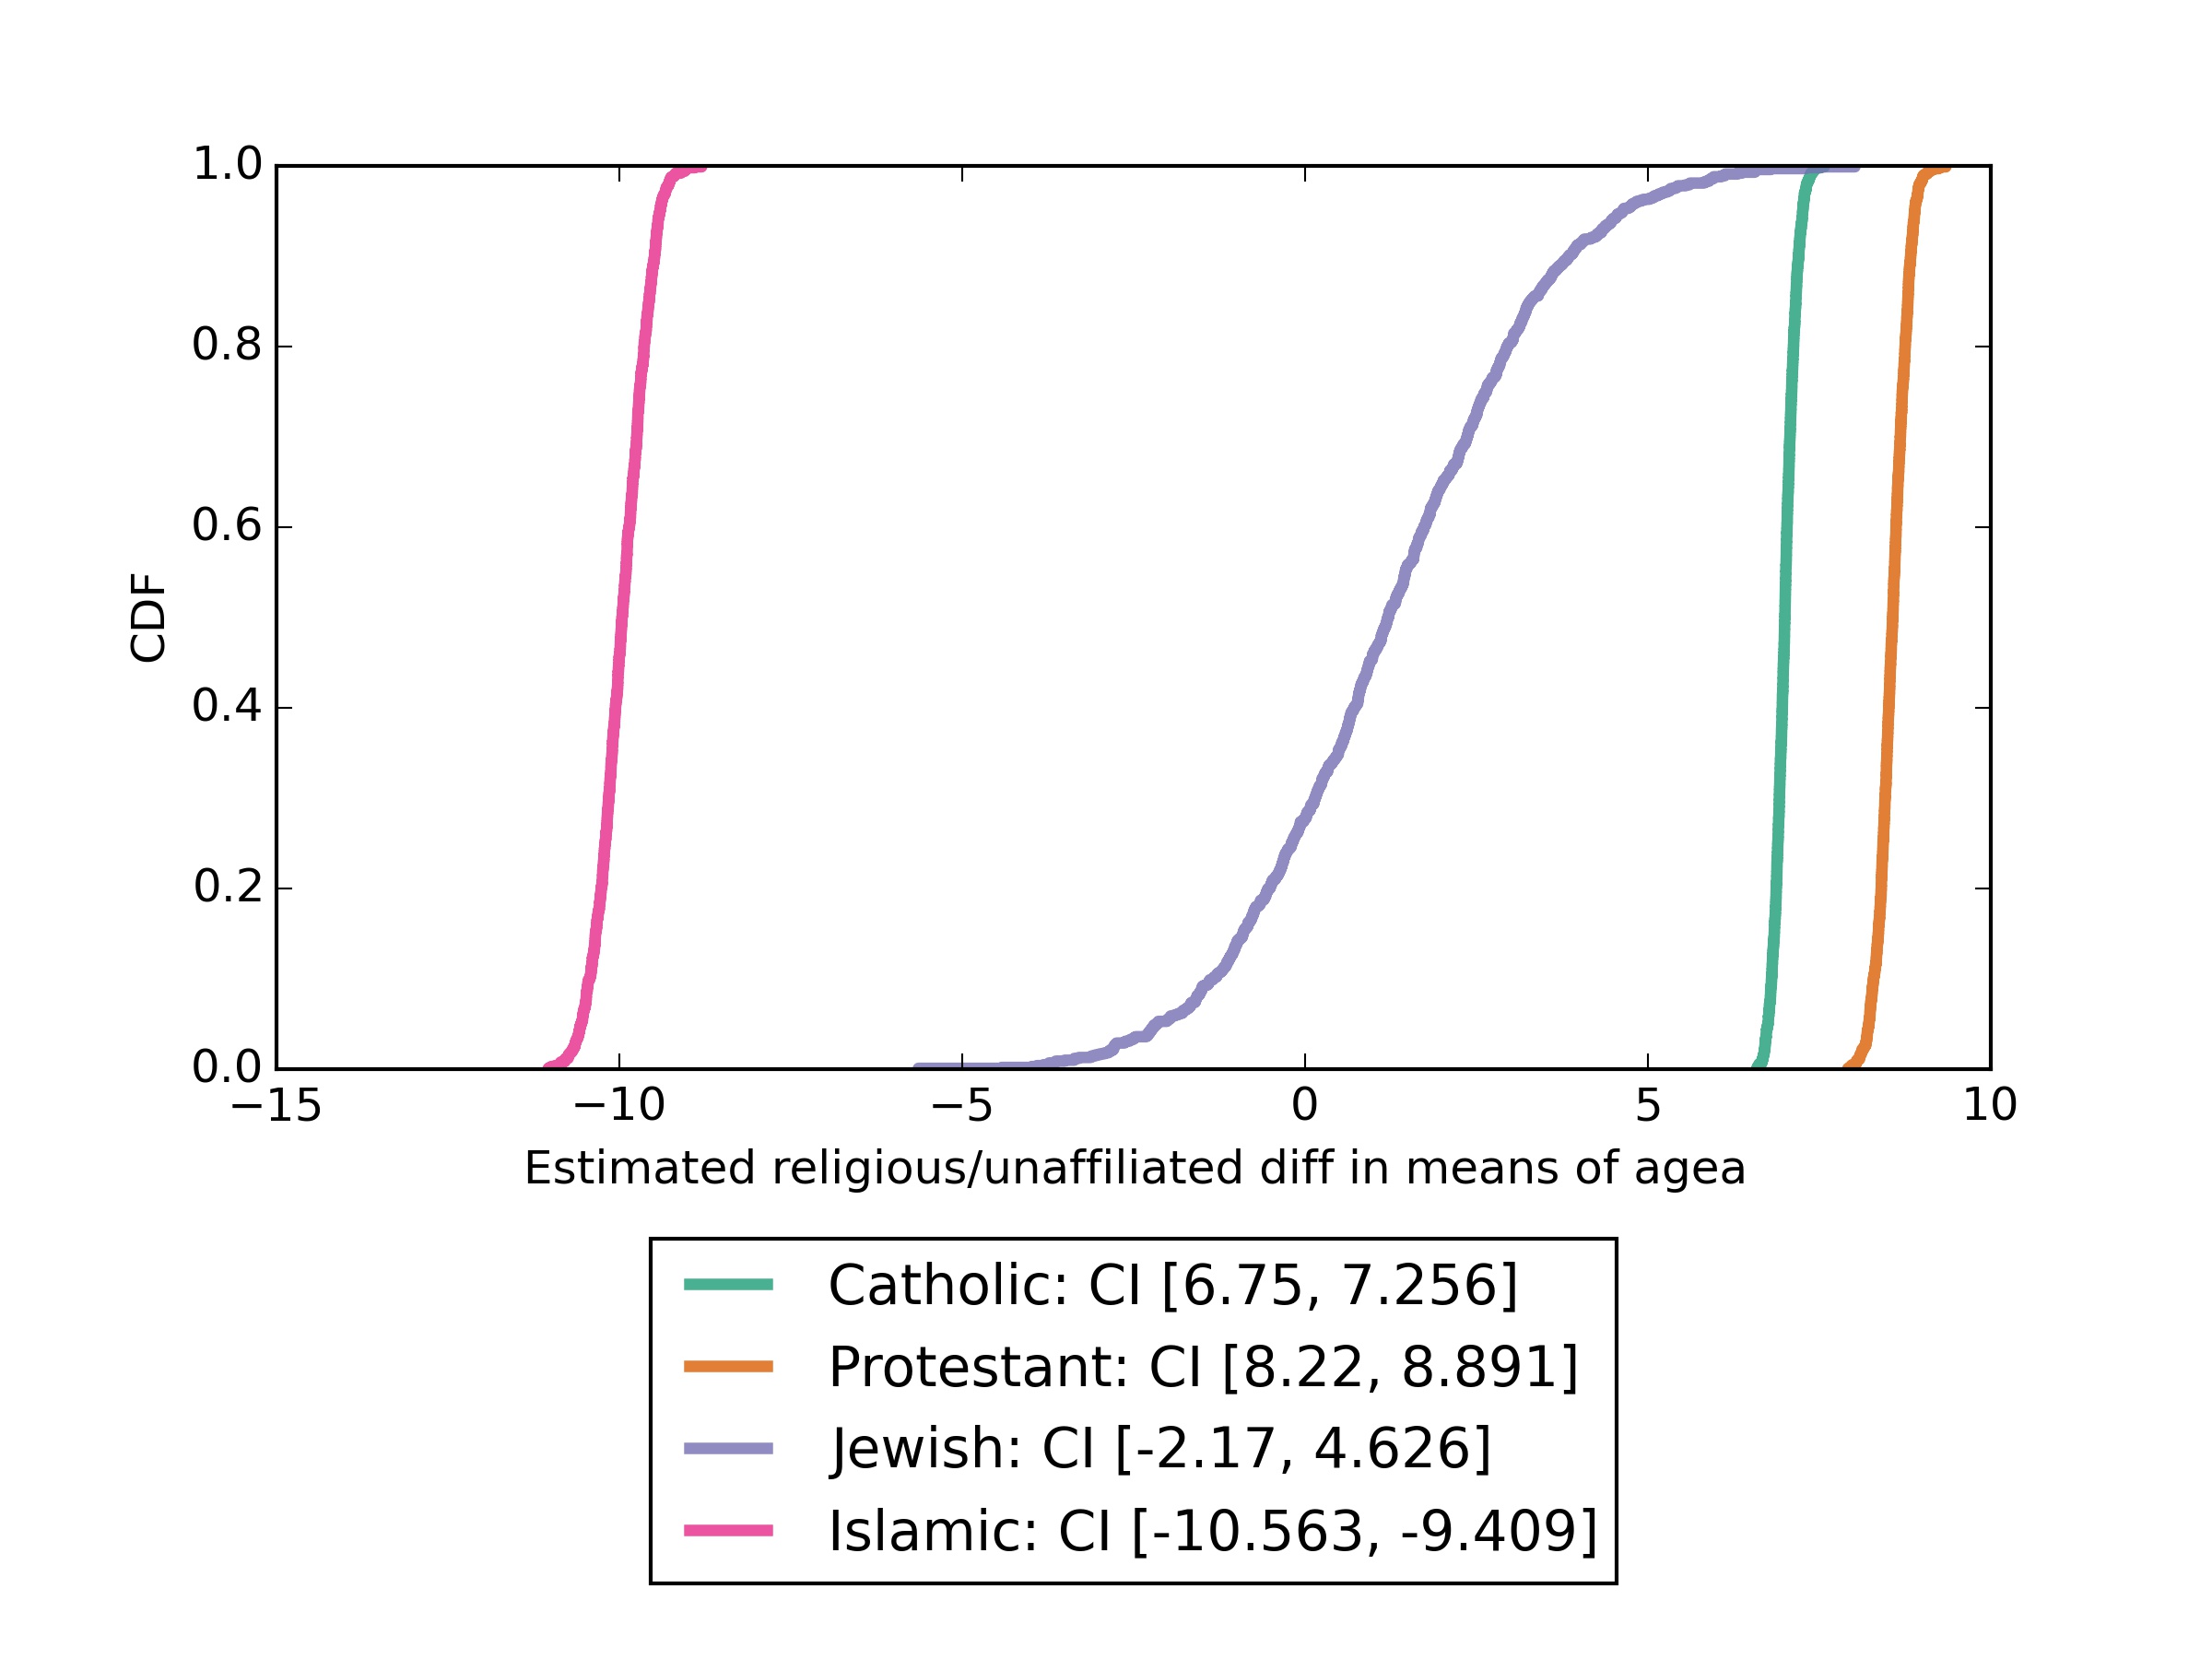 1.0
0.8
0.6
0.4
0.2
0.0
CDF
−15 −10 −5 0 5 10
Estimated religious/unaffiliated diff in means of agea
Catholic: CI [6.75, 7.256]
Protestant: CI [8.22, 8.891]
Jewish: CI [-2.17, 4.626]
Islamic: CI [-10.563, -9.409]